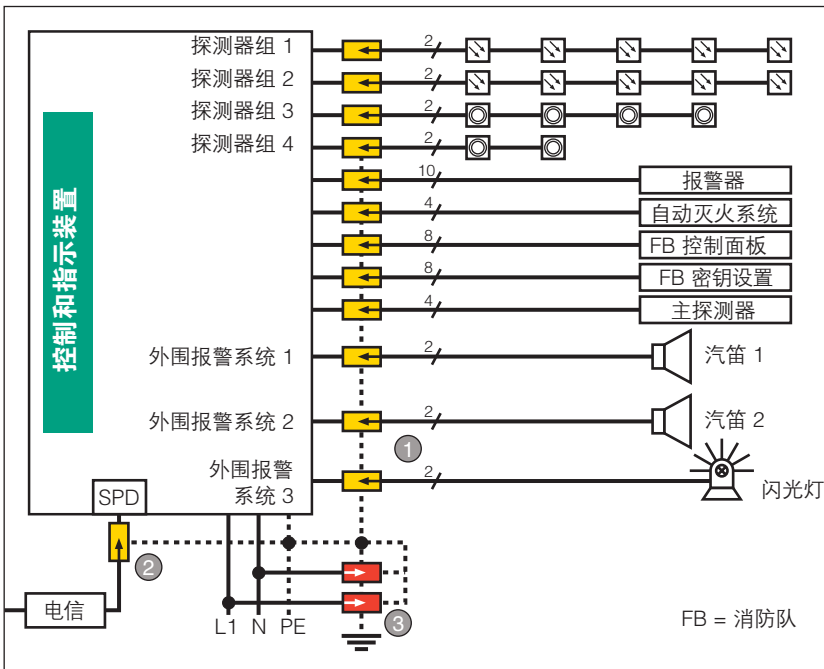 探测器组 1
2
探测器组 2
2
探测器组 3
2
探测器组 4
2
10
报警器
4
自动灭火系统
8
FB 控制面板
8
FB 密钥设置
4
主探测器
控制和指示装置
外围报警系统 1
2
汽笛 1
外围报警系统 2
2
汽笛 2
1
外围报警
系统 3
2
闪光灯
SPD
2
电信
L1 N PE
3
FB = 消防队